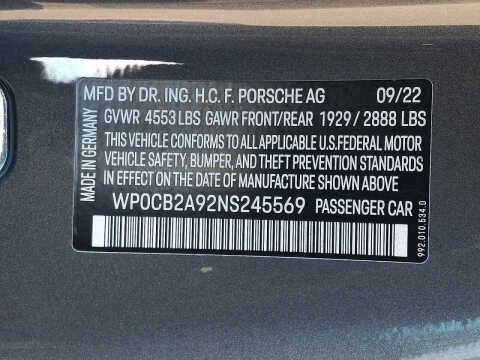 MFD BY DR. ING. H.C. F. PORSCHE AG 09/22
GVWR 4553 LBS GAWR FRONT/REAR 1929 / 2888 LBS
THIS VEHICLE CONFORMS TO ALL APPLICABLE U.S.FEDERAL MOTOR
VEHICLE SAFETY, BUMPER, AND THEFT PREVENTION STANDARDS
IN EFFECT ON THE DATE OF MANUFACTURE SHOWN ABOVE
WP0CB2A92NS245569 PASSENGER CAR
MADE IN GERMANY
992.010.534.0